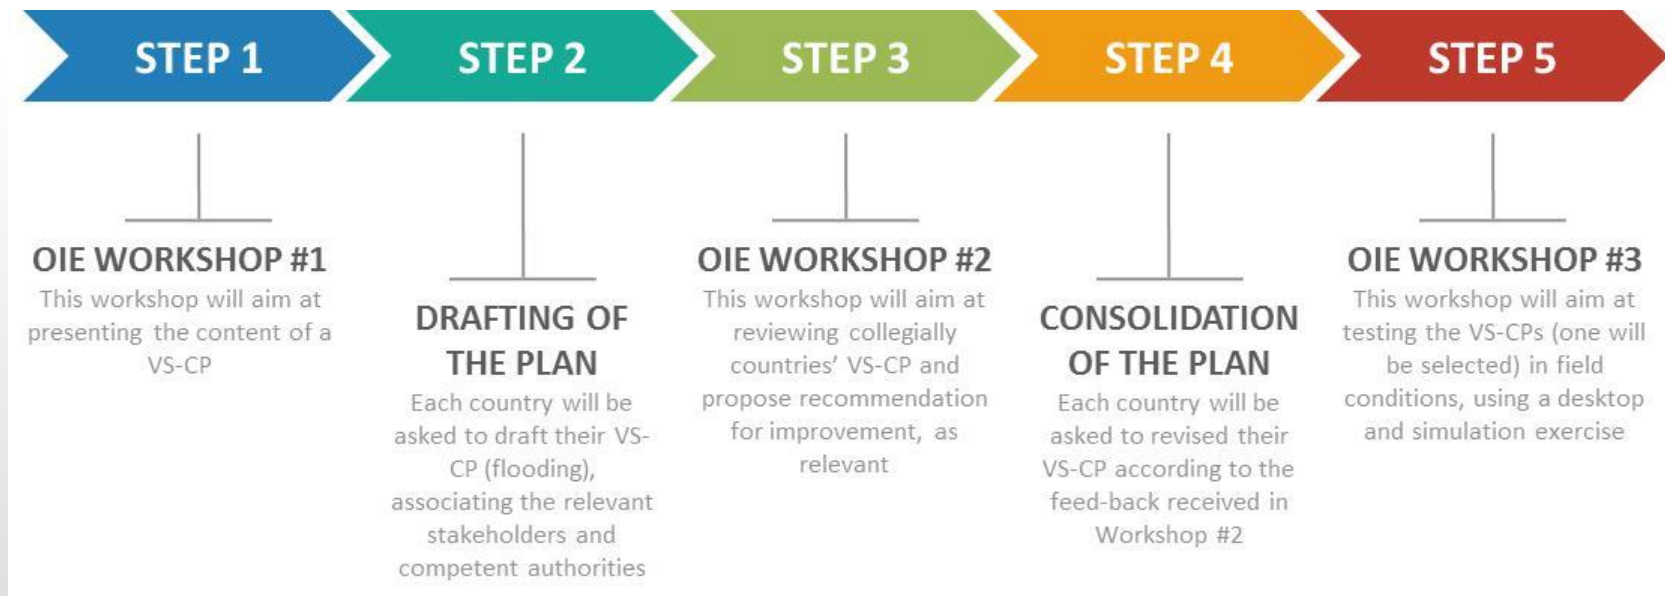 STEP 1
STEP 2
STEP 3
STEP 4
STEP 5
OIE WORKSHOP #1
This workshop will aim at
presenting the content of a
VS-CP
DRAFTING OF
THE PLAN
Each country will be
asked to draft their VS-
CP (flooding),
associating the relevant
stakeholders and
competent authorities
OIE WORKSHOP #2
This workshop will aim at
reviewing collegially
countries’ VS-CP and
propose recommendation
for improvement, as
relevant
CONSOLIDATION
OF THE PLAN
Each country will be
asked to revised their
VS-CP according to the
feed-back received in
Workshop #2
OIE WORKSHOP #3
This workshop will aim at
testing the VS-CPs (one will
be selected) in field
conditions, using a desktop
and simulation exercise